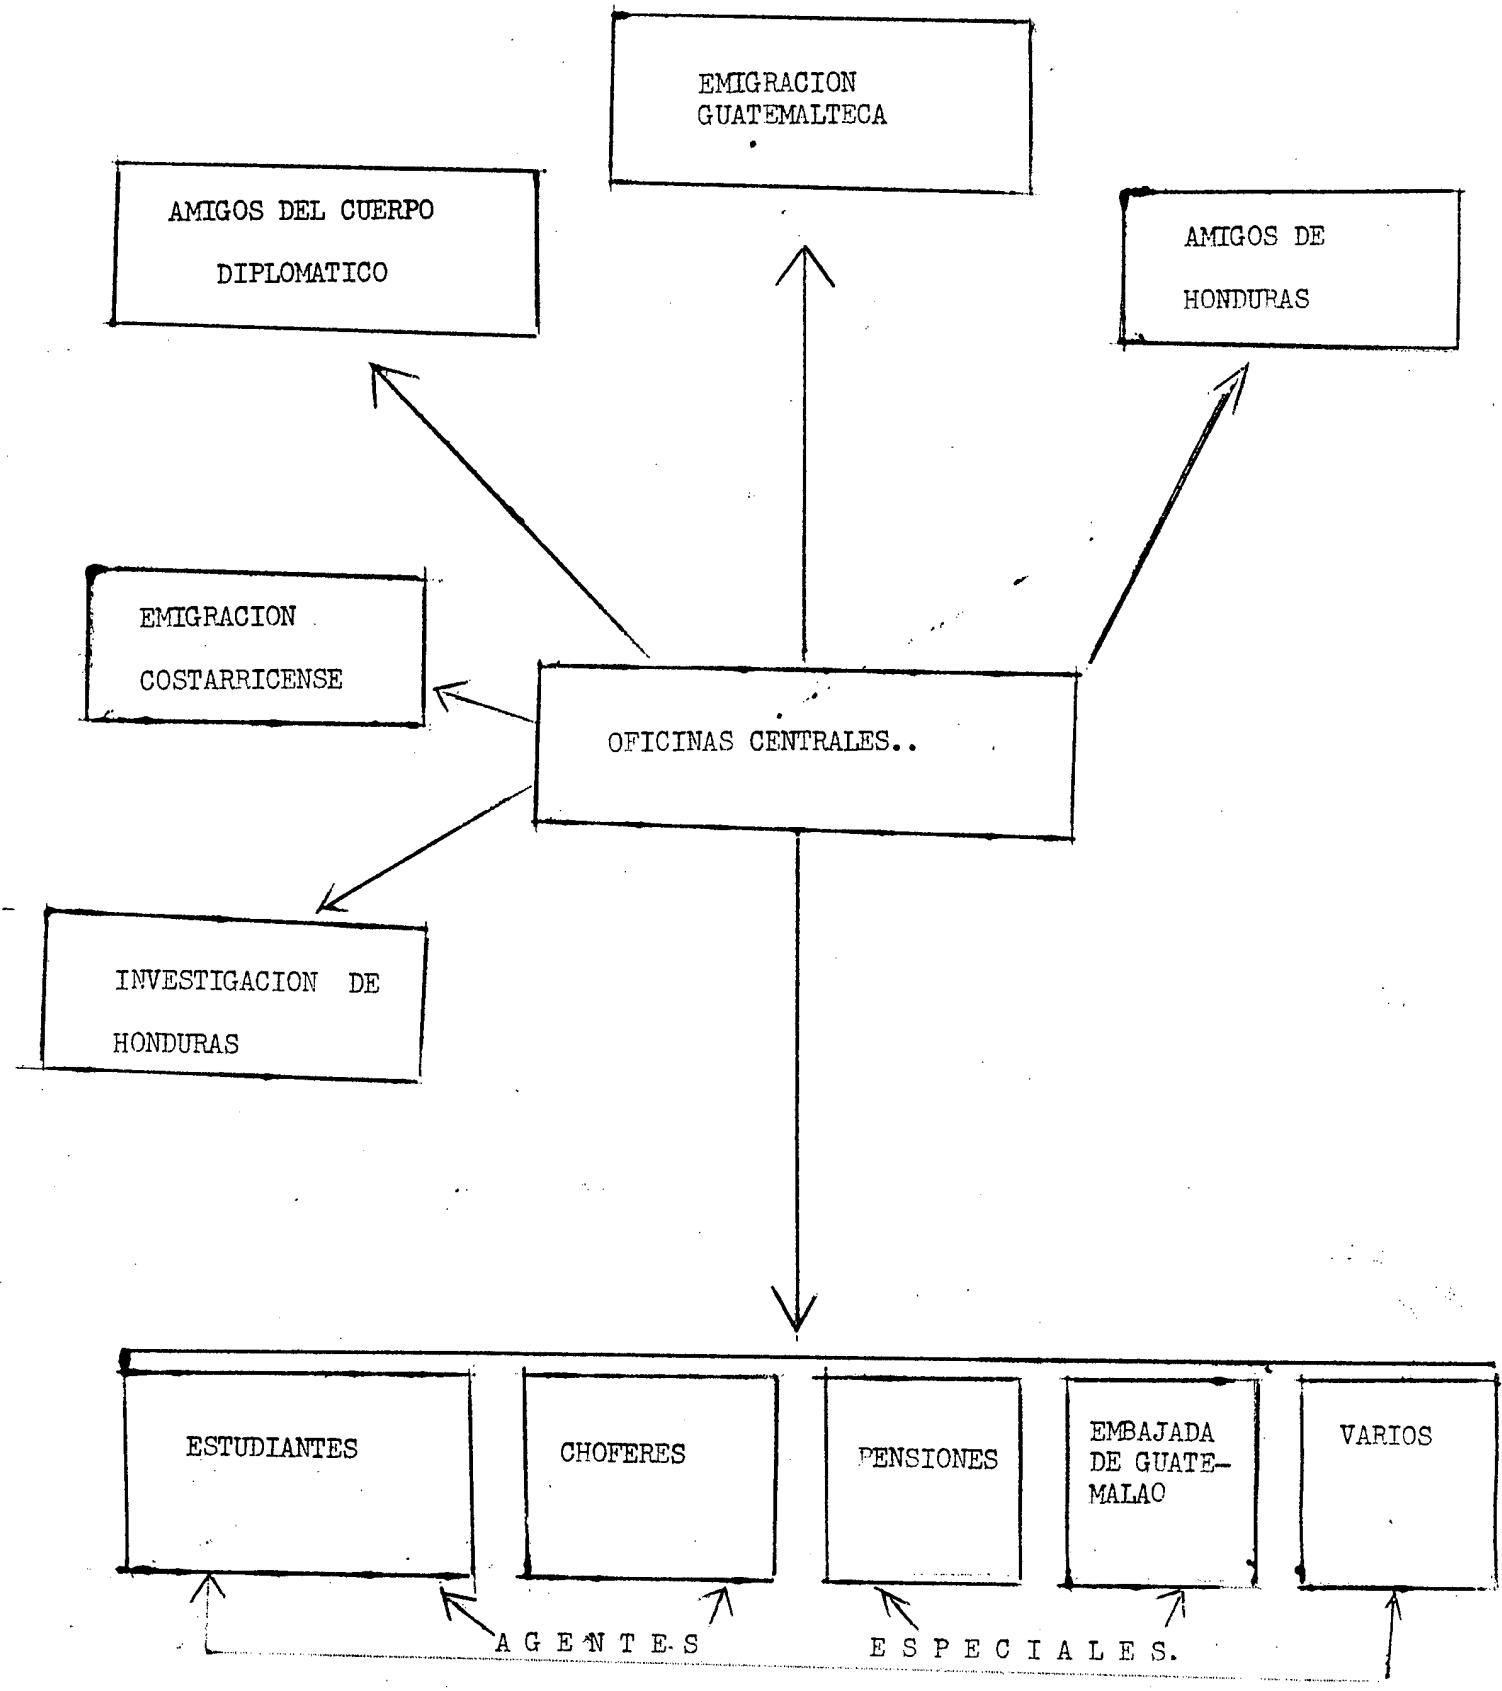 EMIGRACION
GUATEMALTECA
AMIGOS DEL CUERPO
DIPLOMATICO
AMIGOS DE
HONDURAS
EMIGRACION
COSTARRICENSE
OFICINAS CENTRALES..
INVESTIGACION DE
HONDURAS
ESTUDIANTES
CHOFERES
PENSIONES
EMBAJADA
DE GUATE-
MALAO
VARIOS
A G E N T E S E S P E C I A L E S.